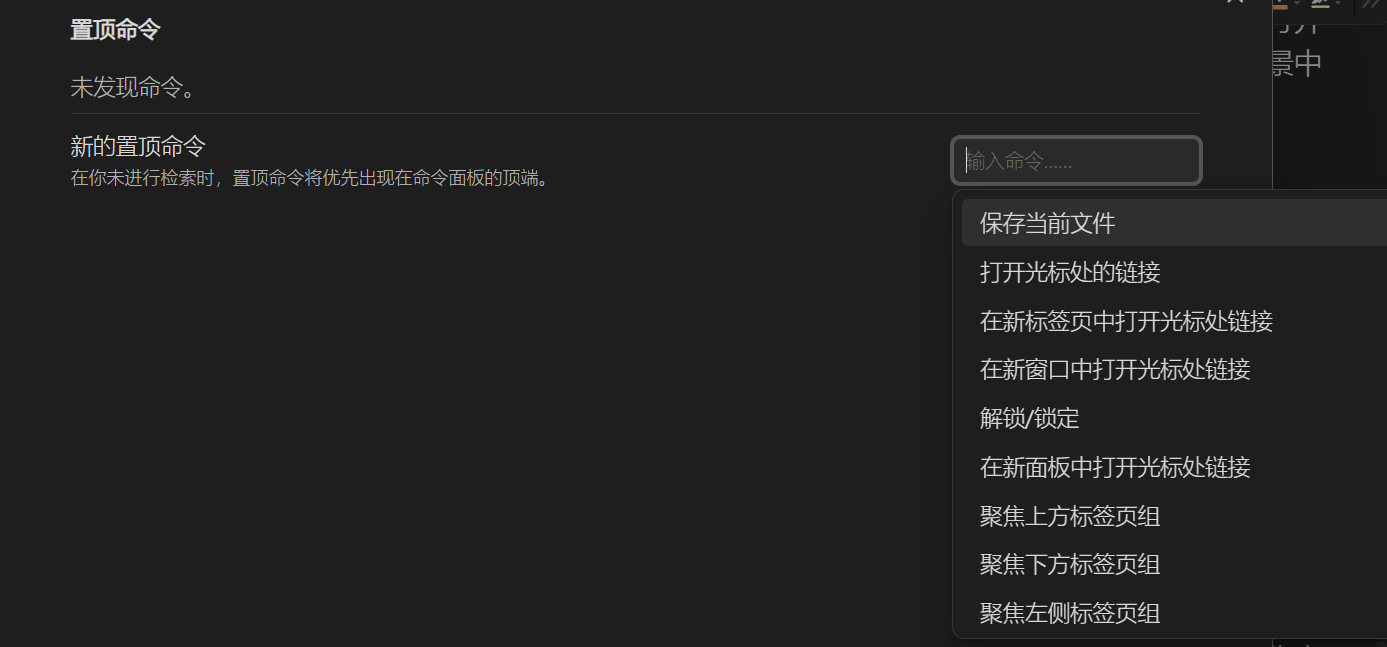 置顶命令
未发现命令。
新的置顶命令
在你未进行检索时，置顶命令将优先出现在命令面板的顶端。
输入命令......
保存当前文件
打开光标处的链接
在新标签页中打开光标处链接
在新窗口中打开光标处链接
解锁/锁定
在新面板中打开光标处链接
聚焦上方标签页组
聚焦下方标签页组
聚焦左侧标签页组
景中